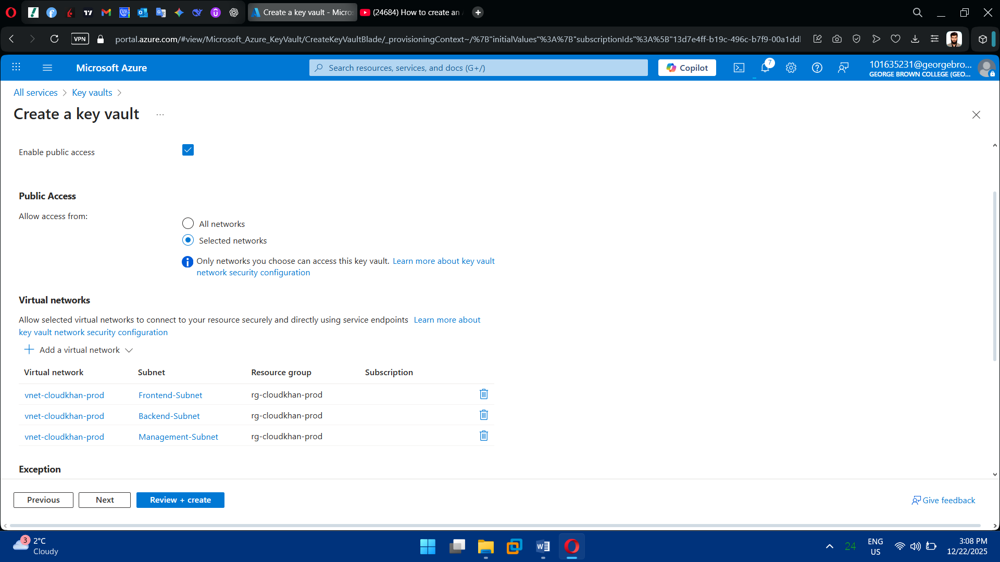 Create a key vault - Micros
(24684) How to create an
VPN
portal.azure.com/#view/Microsoft_Azure_KeyVault/CreateKeyVaultBlade/_provisioningContext~/%7B"initialValues"%3A%7B"subscriptionIds"%3A%5B"13d7e4ff-b19c-496c-b7f9-00a1dd
Microsoft Azure
Search resources, services, and docs (G+/)
Copilot
7
101635231@georgebro...
GEORGE BROWN COLLEGE (GEO...
All services > Key vaults >
Create a key vault ...
Enable public access
Public Access
Allow access from:
All networks
Selected networks
Only networks you choose can access this key vault. Learn more about key vault
network security configuration
Virtual networks
Allow selected virtual networks to connect to your resource securely and directly using service endpoints Learn more about
key vault network security configuration
Add a virtual network
Virtual network Subnet Resource group Subscription
vnet-cloudkhan-prod Frontend-Subnet rg-cloudkhan-prod
vnet-cloudkhan-prod Backend-Subnet rg-cloudkhan-prod
vnet-cloudkhan-prod Management-Subnet rg-cloudkhan-prod
Exception
Previous Next Review + create
Give feedback
3
2°C
Cloudy
24
ENG
US
3:08 PM
12/22/2025